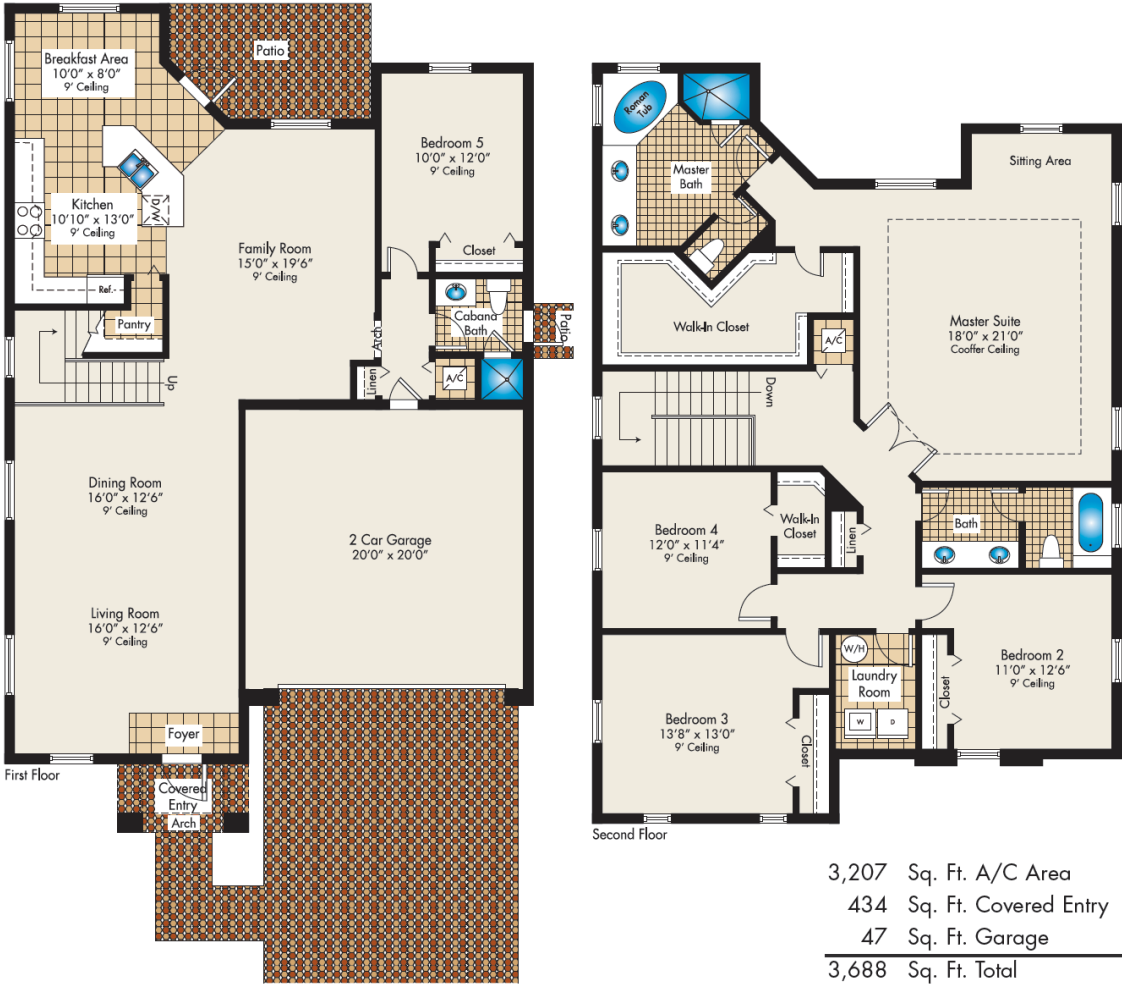 Patio
Breakfast Area
10'0" x 8'0"
9' Ceiling
Bedroom 5
10'0" x 12'0"
9' Ceiling
D/W
Kitchen
10'10" x 13'0"
9' Ceiling
Family Room
15'0" x 19'6"
9' Ceiling
Closet
Ref.
Pantry
Cabana
Bath
Patio
Arch
Up
Linen
A/C
Dining Room
16'0" x 12'6"
9' Ceiling
2 Car Garage
20'0" x 20'0"
Living Room
16'0" x 12'6"
9' Ceiling
Foyer
First Floor
Covered
Entry
Arch
Roman
Tub
Sitting Area
Master
Bath
Walk-In Closet
Master Suite
18'0" x 21'0"
Cooffer Ceiling
A/C
Down
Bedroom 4
12'0" x 11'4"
9' Ceiling
Walk-In
Closet
Linen
Bath
W/H
Laundry
Room
W
D
Bedroom 2
11'0" x 12'6"
9' Ceiling
Closet
Bedroom 3
13'8" x 13'0"
9' Ceiling
Closet
Second Floor
3,207 Sq. Ft. A/C Area
434 Sq. Ft. Covered Entry
47 Sq. Ft. Garage
3,688 Sq. Ft. Total